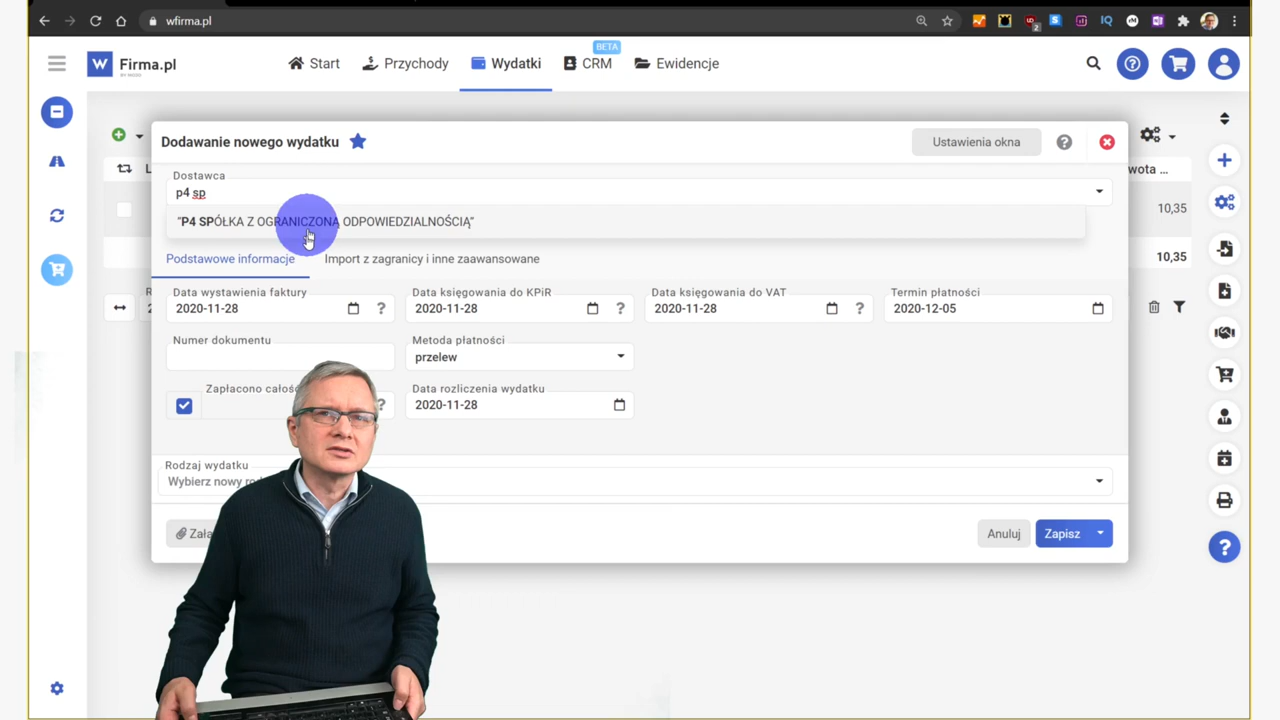 wfirma.pl
2
W Firma.pl
Start
Przychody
Wydatki
BETA
CRM
Ewidencje
Dodawanie nowego wydatku
Ustawienia okna
Dostawca
p4 sp
"P4 SPÓŁKA Z OGRANICZONĄ ODPOWIEDZIALNOŚCIĄ"
wota ...
10,35
10,35
Podstawowe informacje
Import z zagranicy i inne zaawansowane
Data wystawienia faktury
2020-11-28
?
Data księgowania do KPiR
2020-11-28
?
Data księgowania do VAT
2020-11-28
?
Termin płatności
2020-12-05
Numer dokumentu
Metoda płatności
przelew
Zapłacono
?
Data rozliczenia wydatku
2020-11-28
Rodzaj wydatku
Wybierz nowy
Anuluj
Zapisz
?